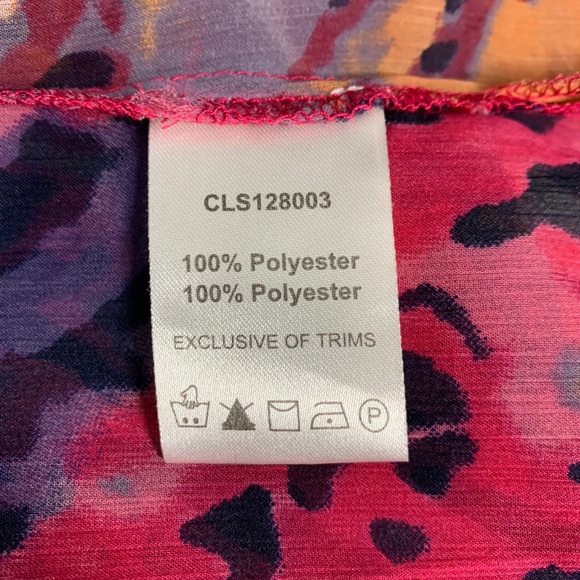 CLS128003
100% Polyester
100% Polyester
EXCLUSIVE OF TRIMS
P